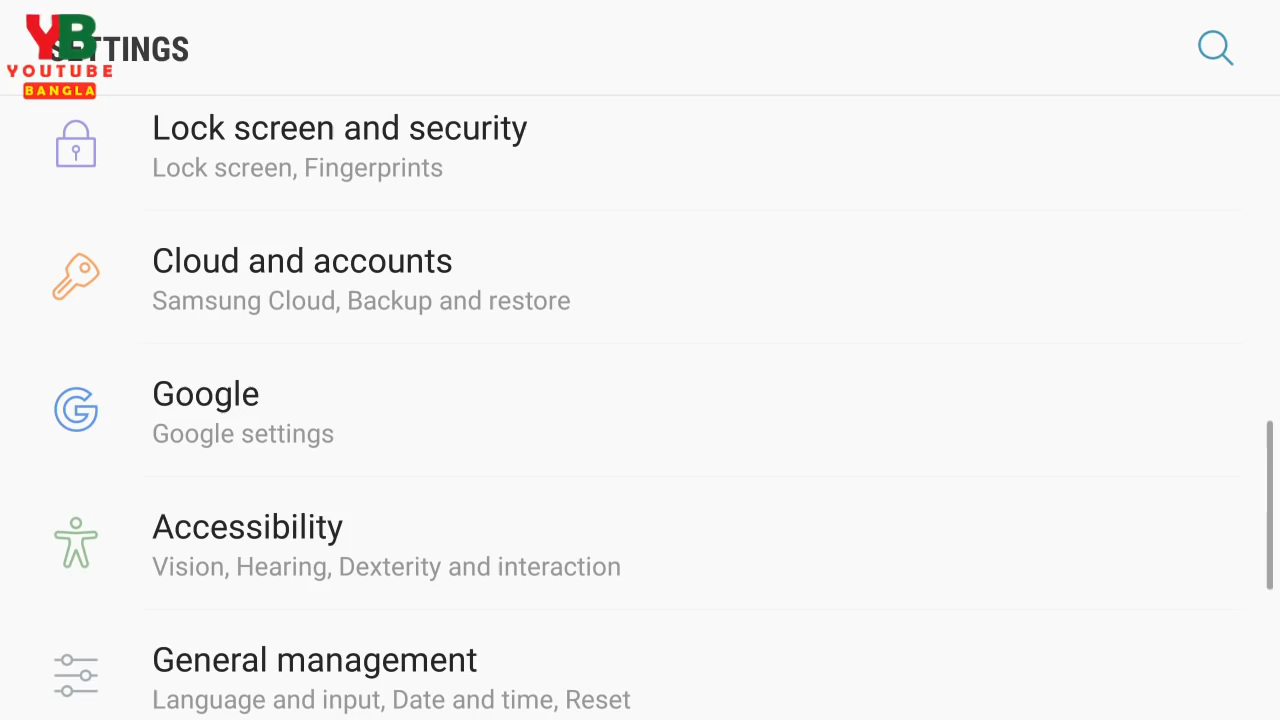 YB
YOUTUBE
BANGLA
SETTINGS
Lock screen and security
Lock screen, Fingerprints
Cloud and accounts
Samsung Cloud, Backup and restore
Google
Google settings
Accessibility
Vision, Hearing, Dexterity and interaction
General management
Language and input, Date and time, Reset